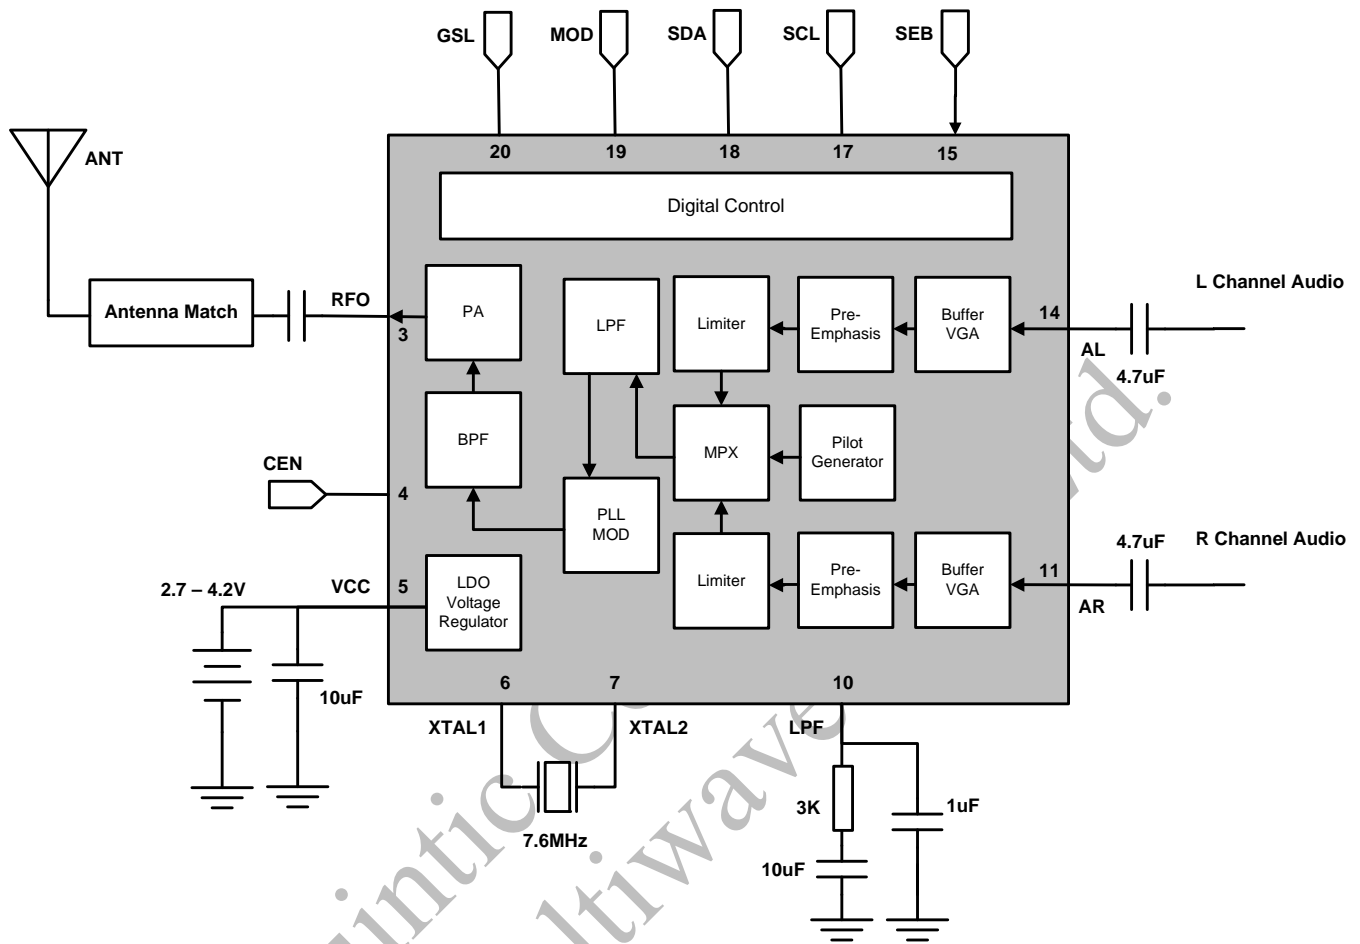 GSL
MOD
SDA
SCL
SEB
20
19
18
17
15
ANT
Digital Control
Antenna Match
RFO
3
PA
LPF
Limiter
Pre-
Emphasis
Buffer
VGA
14
AL
L Channel Audio
4.7uF
BPF
MPX
Pilot
Generator
CEN
4
PLL
MOD
2.7 – 4.2V
VCC
5
LDO
Voltage
Regulator
Limiter
Pre-
Emphasis
Buffer
VGA
11
AR
4.7uF
R Channel Audio
10uF
6
7
10
XTAL1
XTAL2
LPF
7.6MHz
3K
1uF
10uF